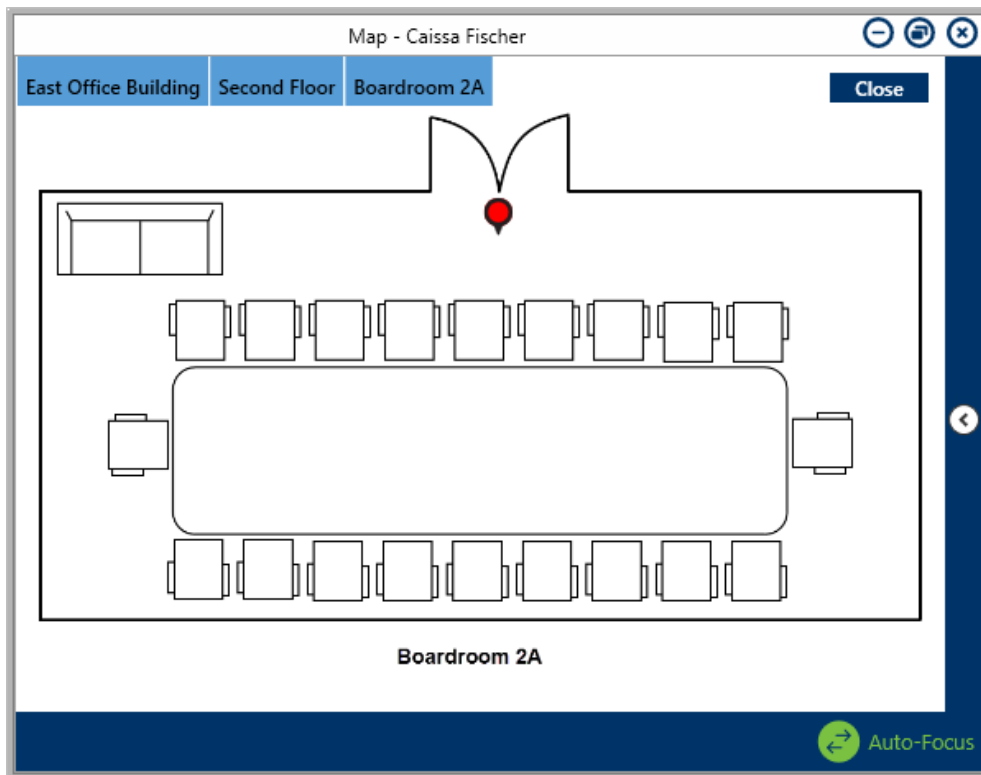 Map - Caissa Fischer
East Office Building Second Floor Boardroom 2A
Close
Boardroom 2A
Auto-Focus